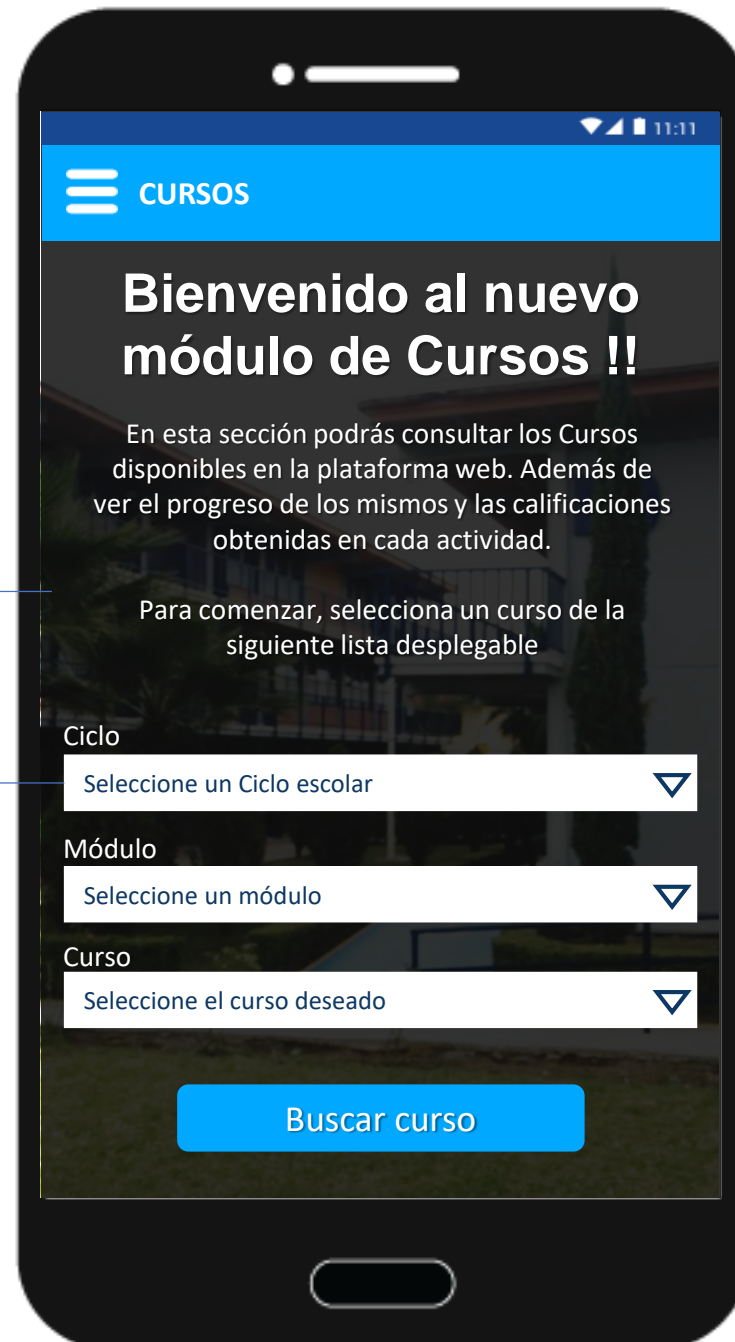 11:11
CURSOS
Bienvenido al nuevo
módulo de Cursos !!
En esta sección podrás consultar los Cursos
disponibles en la plataforma web. Además de
ver el progreso de los mismos y las calificaciones
obtenidas en cada actividad.
Para comenzar, selecciona un curso de la
siguiente lista desplegable
Ciclo
Seleccione un Ciclo escolar
Módulo
Seleccione un módulo
Curso
Seleccione el curso deseado
Buscar curso